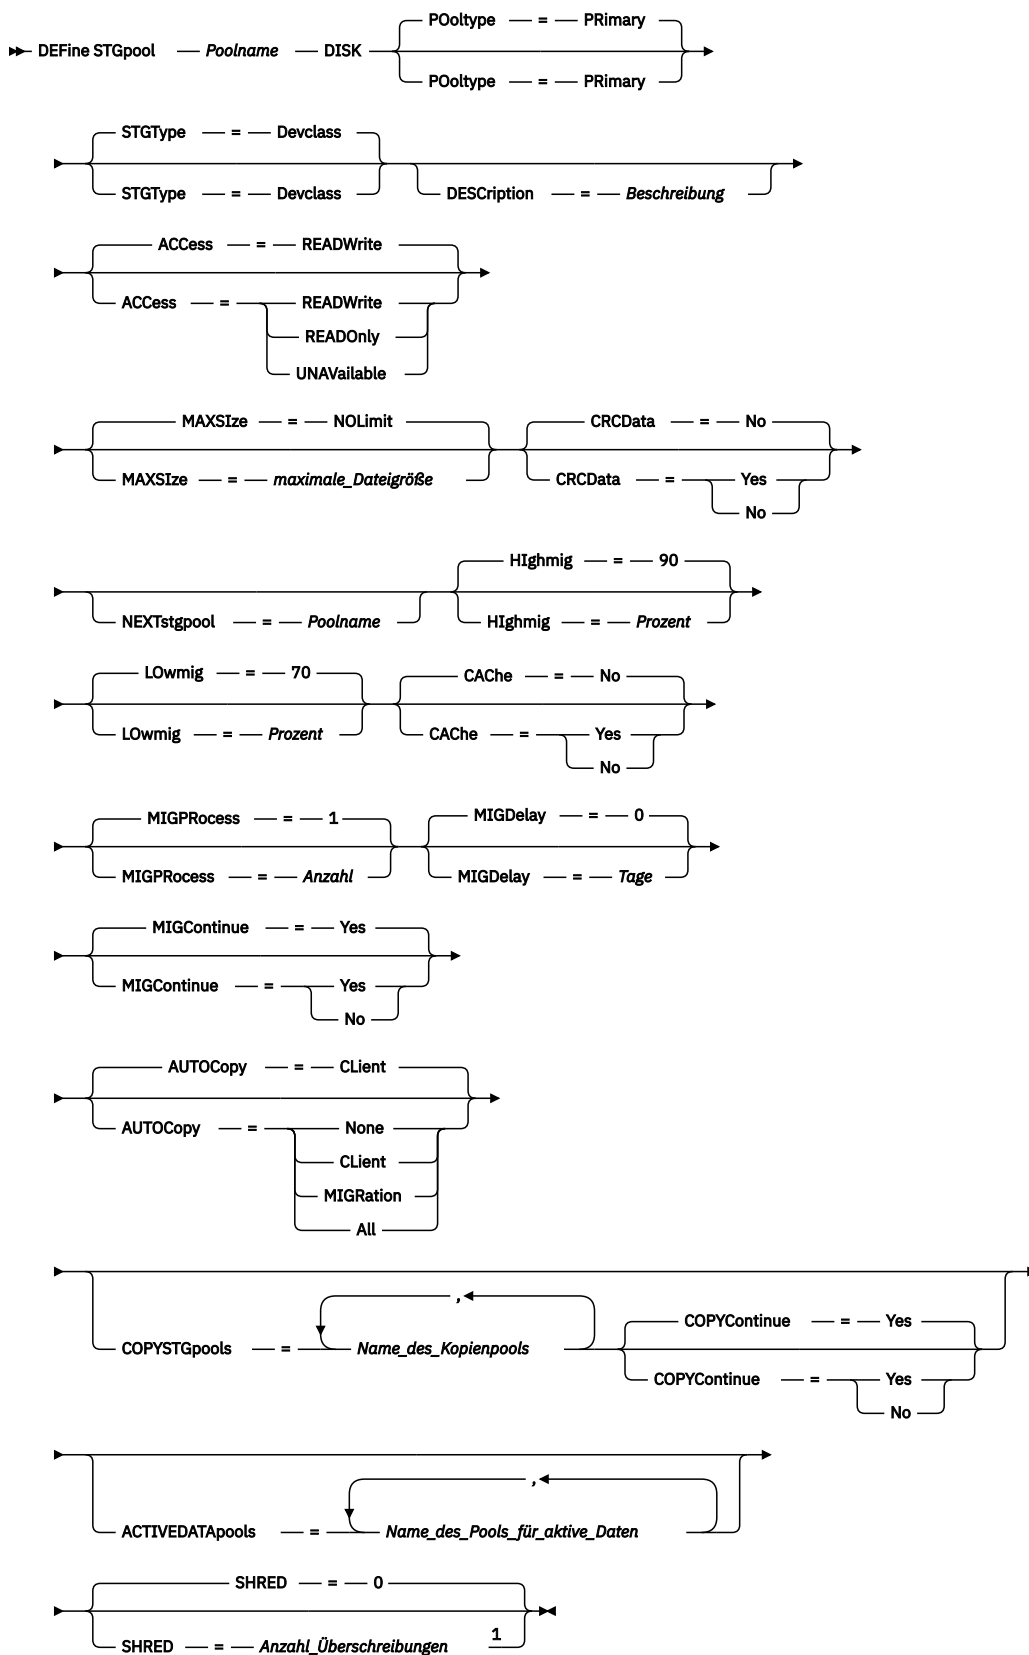 POoltype = PRimary
DEFine STGpool Poolname DISK
POoltype = PRimary
STGType = Devclass
STGType = Devclass
DESCription = Beschreibung
ACCess = READWrite
ACCess = READWrite
READOnly
UNAVailable
MAXSIze = NOLimit CRCData = No
MAXSIze = maximale_Dateigröße CRCData = Yes
No
HIghmig = 90
NEXTstgpool = Poolname HIghmig = Prozent
LOwmig = 70 CAChe = No
LOwmig = Prozent CAChe = Yes
No
MIGPRocess = 1 MIGDelay = 0
MIGPRocess = Anzahl MIGDelay = Tage
MIGContinue = Yes
MIGContinue = Yes
No
AUTOCopy = CLient
AUTOCopy = None
CLient
MIGRation
All
,
COPYContinue = Yes
COPYSTGpools = Name_des_Kopienpools
COPYContinue = Yes
No
,
ACTIVEDATApools = Name_des_Pools_für_aktive_Daten
SHRED = 0
SHRED = Anzahl_Überschreibungen 1